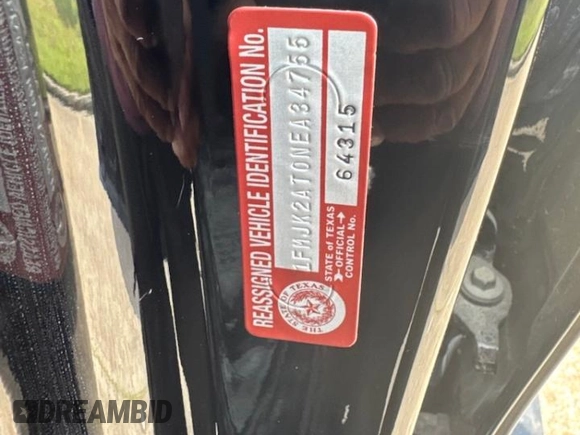 REASSIGNED VEHICLE IDENTIFICATION No.
1FMJK2AT0NEA34755
STATE of TEXAS
OFFICIAL
CONTROL No.
64315
THE STATE OF TEXAS
DREAMBID